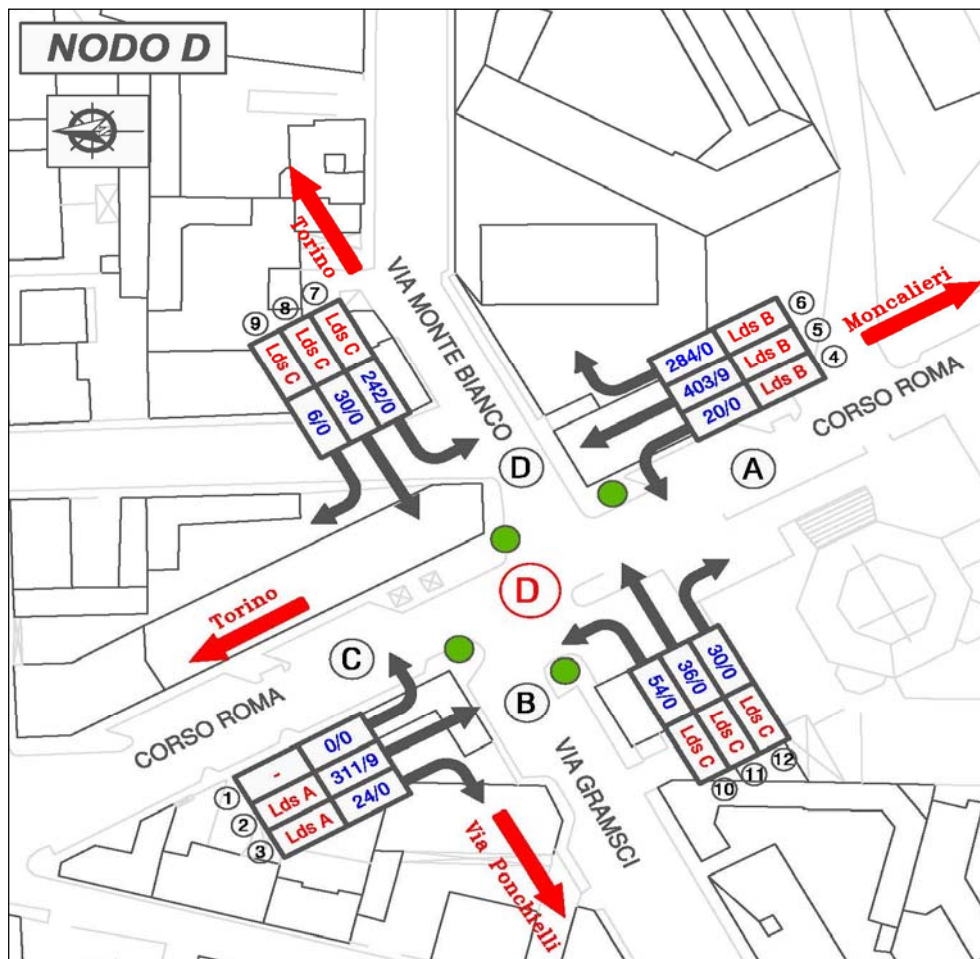 NODO D
Torino
VIA MONTE BIANCO
Moncalieri
CORSO ROMA
7
8
9
Lds C
Lds C
Lds C
6/0
30/0
242/0
6
5
4
284/0
Lds B
403/9
Lds B
20/0
Lds B
D
A
D
Torino
C
B
CORSO ROMA
VIA GRAMSCI
54/0
36/0
30/0
Lds C
Lds C
Lds C
10
11
12
-
0/0
Lds A
311/9
Lds A
24/0
1
2
3
Via Ponchielli